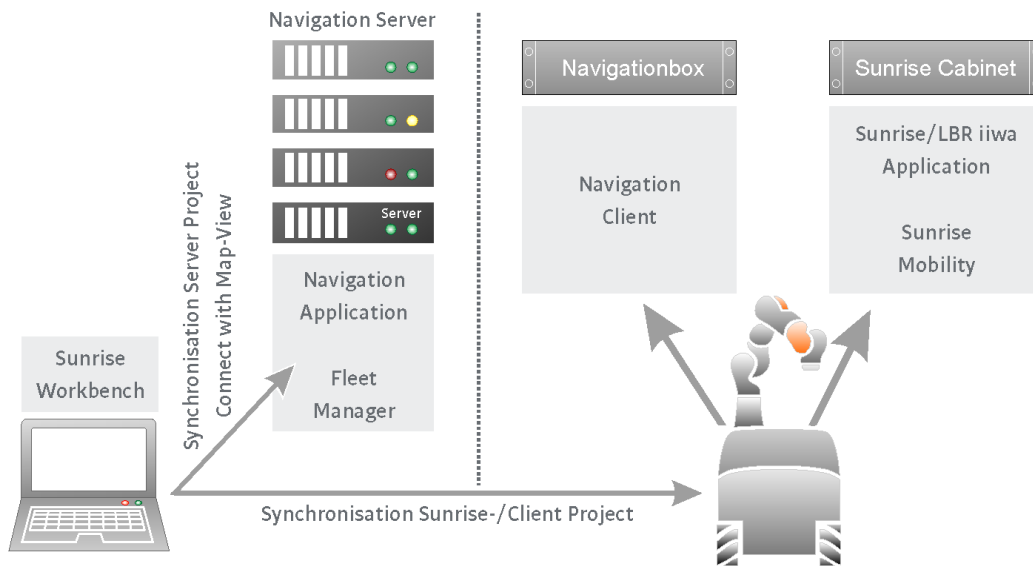 Navigation Server
Server
Navigation
Application
Fleet
Manager
Synchronisation Server Project
Connect with Map-View
Sunrise
Workbench
Synchronisation Sunrise-/Client Project
Navigationbox
Navigation
Client
Sunrise Cabinet
Sunrise/LBR iiwa
Application
Sunrise
Mobility